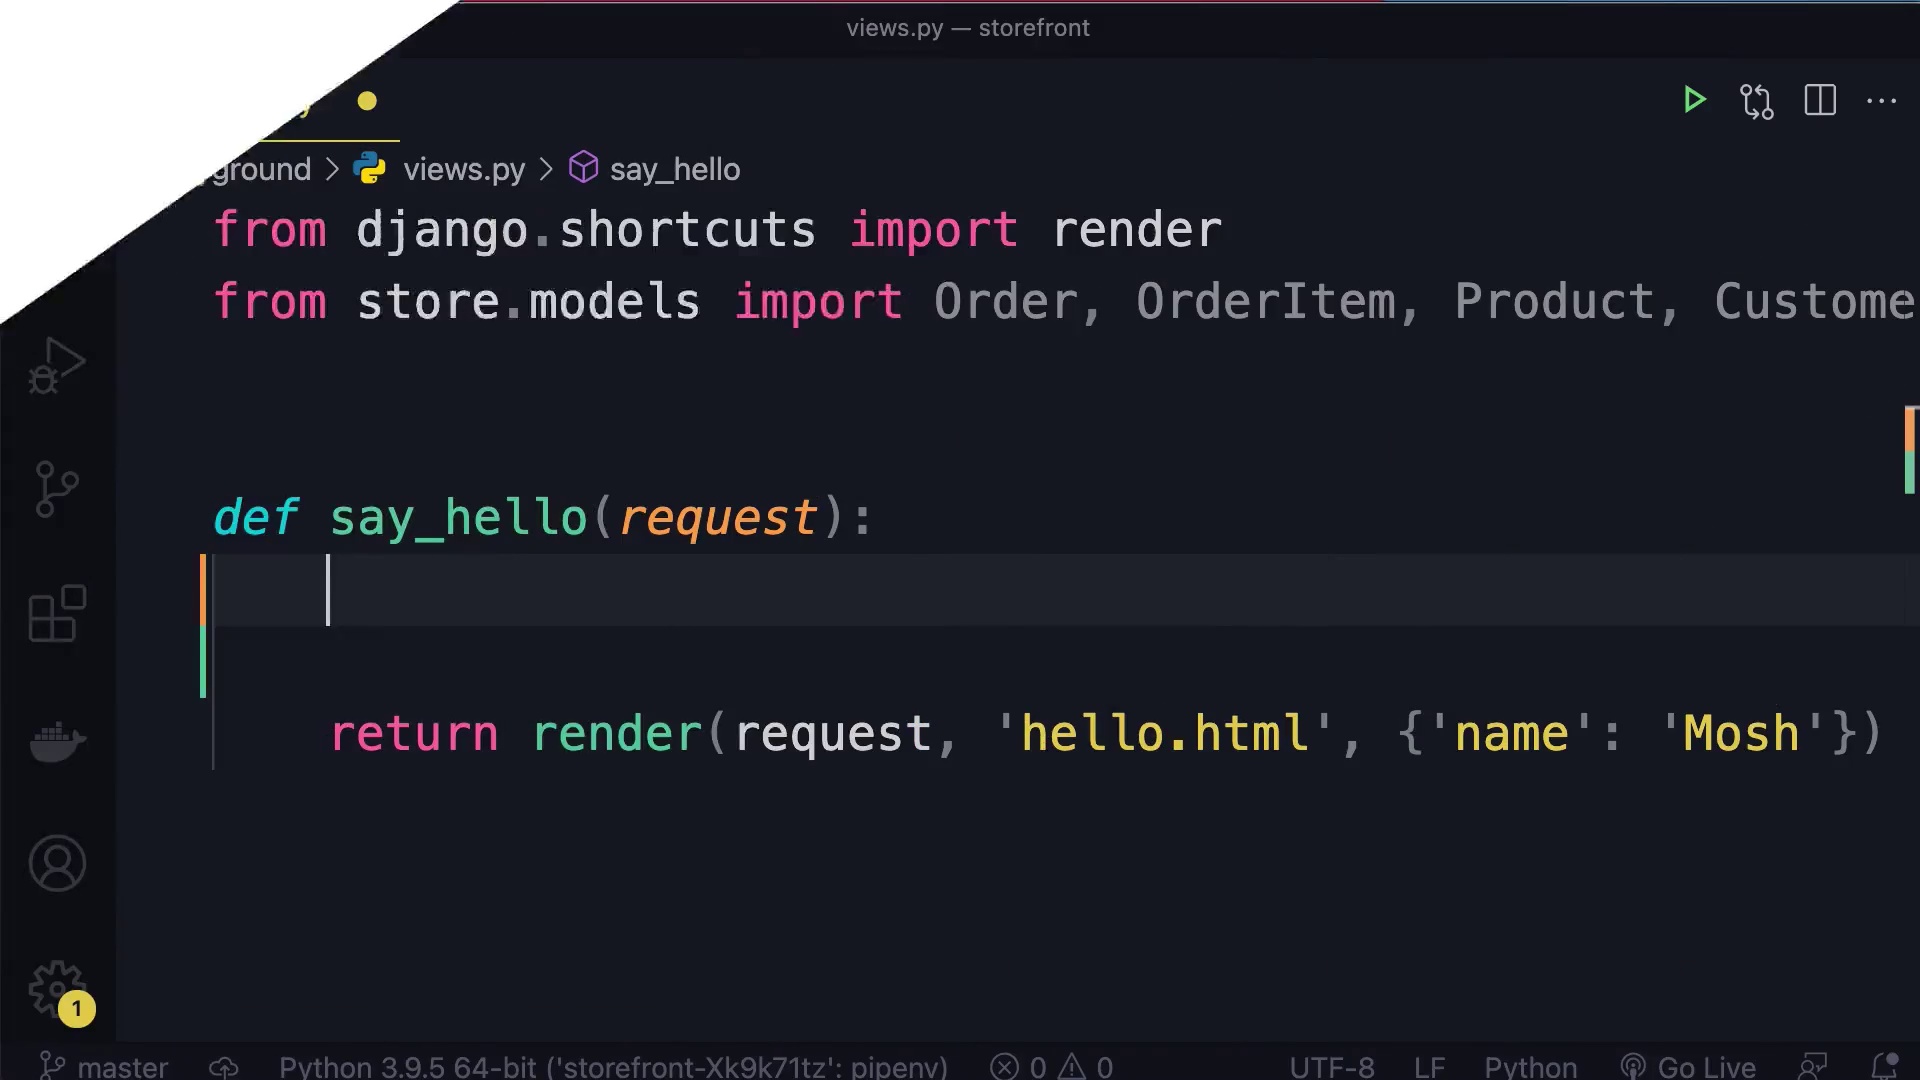 views.py — storefront
ground > views.py > say_hello
from django.shortcuts import render
from store.models import Order, OrderItem, Product, Custome
def say_hello(request):
return render(request, 'hello.html', {'name': 'Mosh'})
1
master Python 3.9.5 64-bit ('storefront-Xk9k71tz': pipenv) 0 0 UTF-8 LF Python Go Live